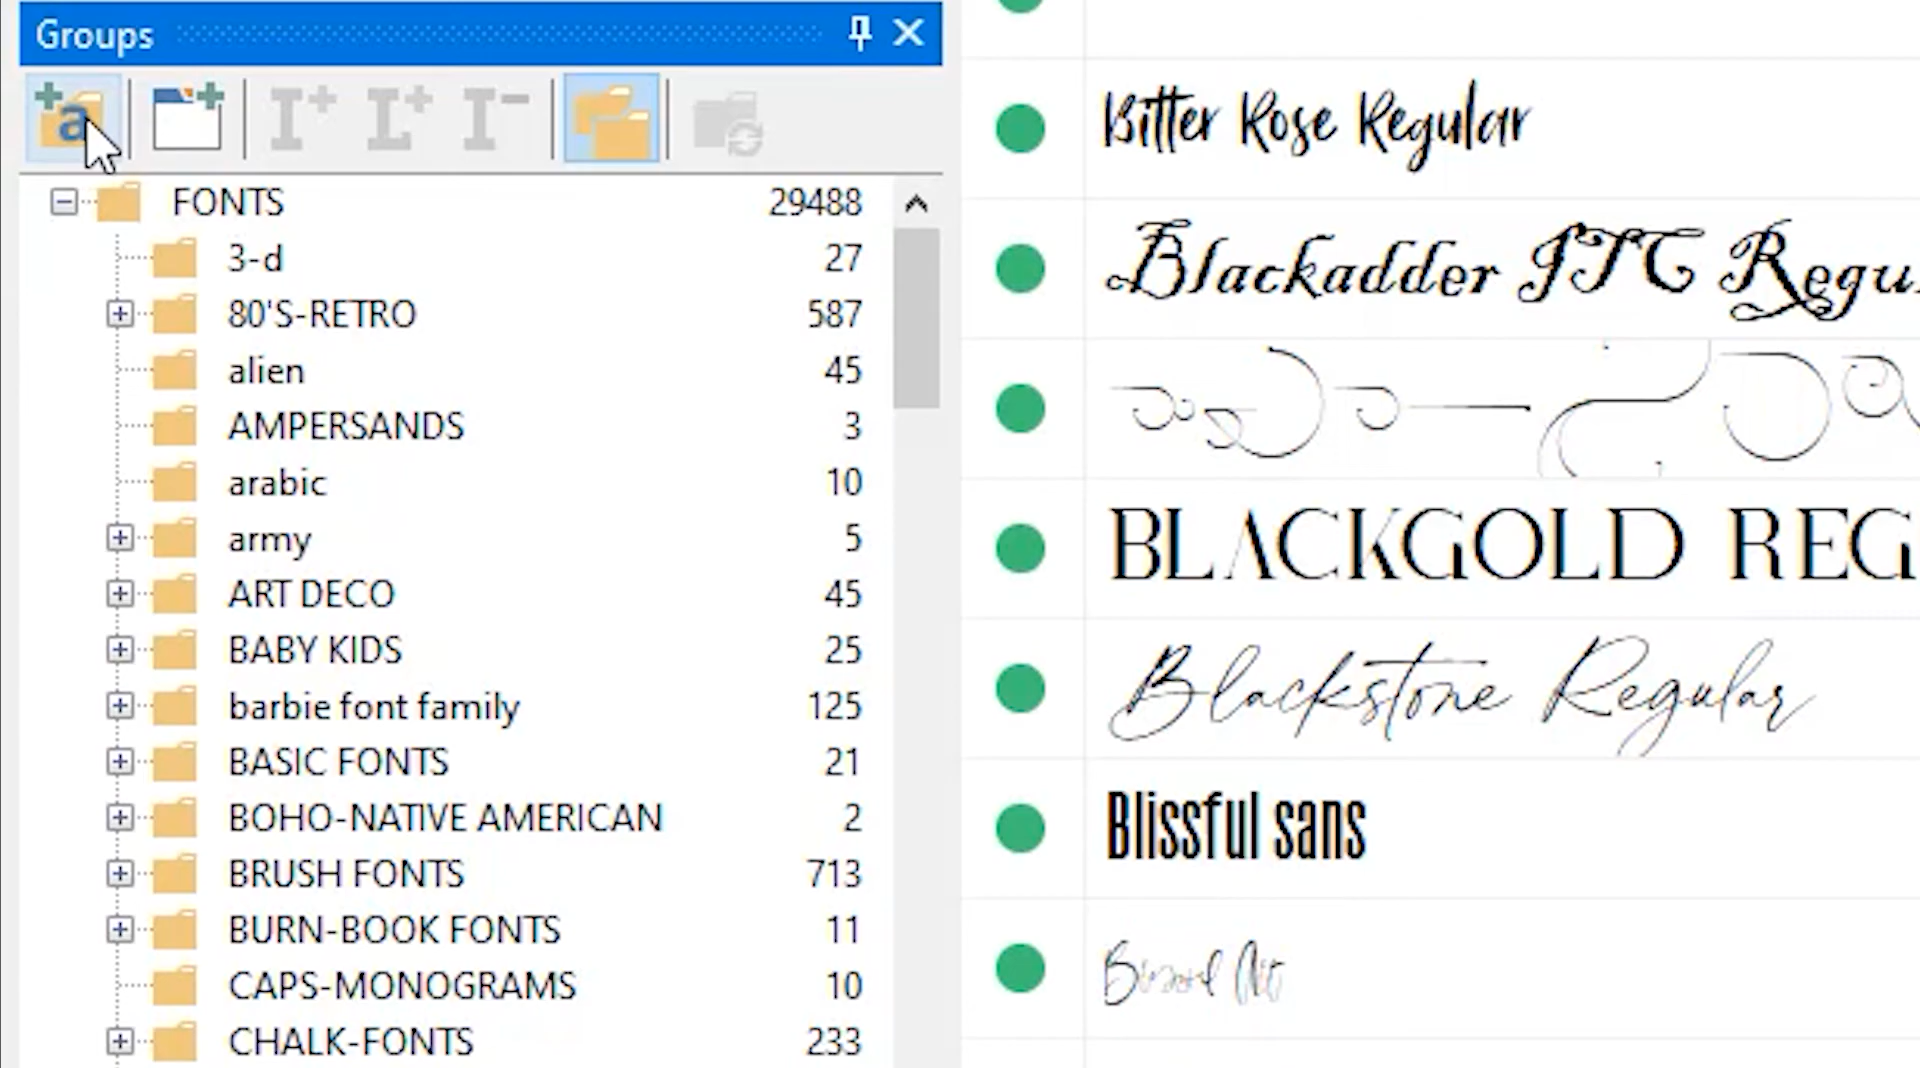 Groups
FONTS 29488
3-d 27
80'S-RETRO 587
alien 45
AMPERSANDS 3
arabic 10
army 5
ART DECO 45
BABY KIDS 25
barbie font family 125
BASIC FONTS 21
BOHO-NATIVE AMERICAN 2
BRUSH FONTS 713
BURN-BOOK FONTS 11
CAPS-MONOGRAMS 10
CHALK-FONTS 233
Bitter Rose Regular
Blackadder ITC Regu
BLACKGOLD REG
Blackstone Regular
Blissful sans